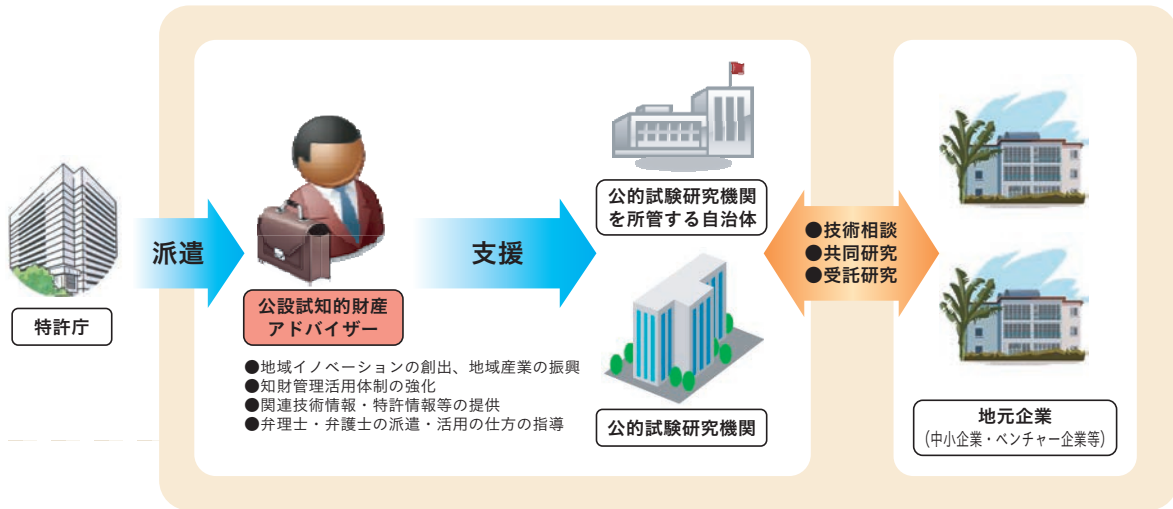 特許庁
派遣
公設試知的財産
アドバイザー
●地域イノベーションの創出、地域産業の振興
●知財管理活用体制の強化
●関連技術情報・特許情報等の提供
●弁理士・弁護士の派遣・活用の仕方の指導
支援
公的試験研究機関
を所管する自治体
公的試験研究機関
●技術相談
●共同研究
●受託研究
地元企業
(中小企業・ベンチャー企業等)